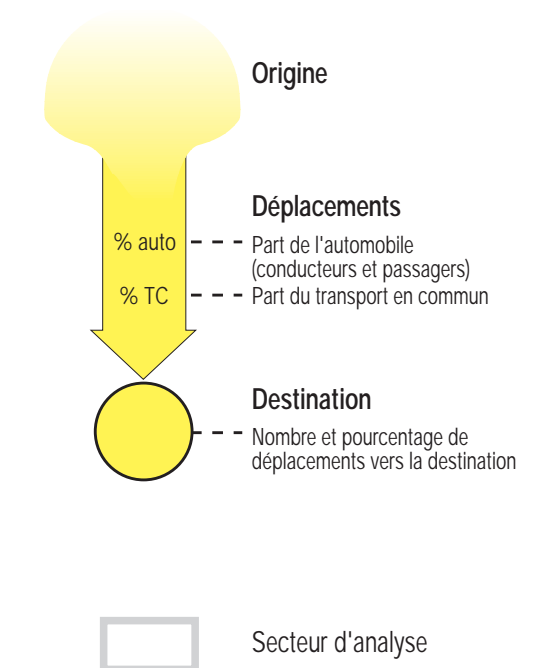 Origine
Déplacements
% auto
Part de l'automobile
(conducteurs et passagers)
% TC
Part du transport en commun
Destination
Nombre et pourcentage de
déplacements vers la destination
Secteur d'analyse